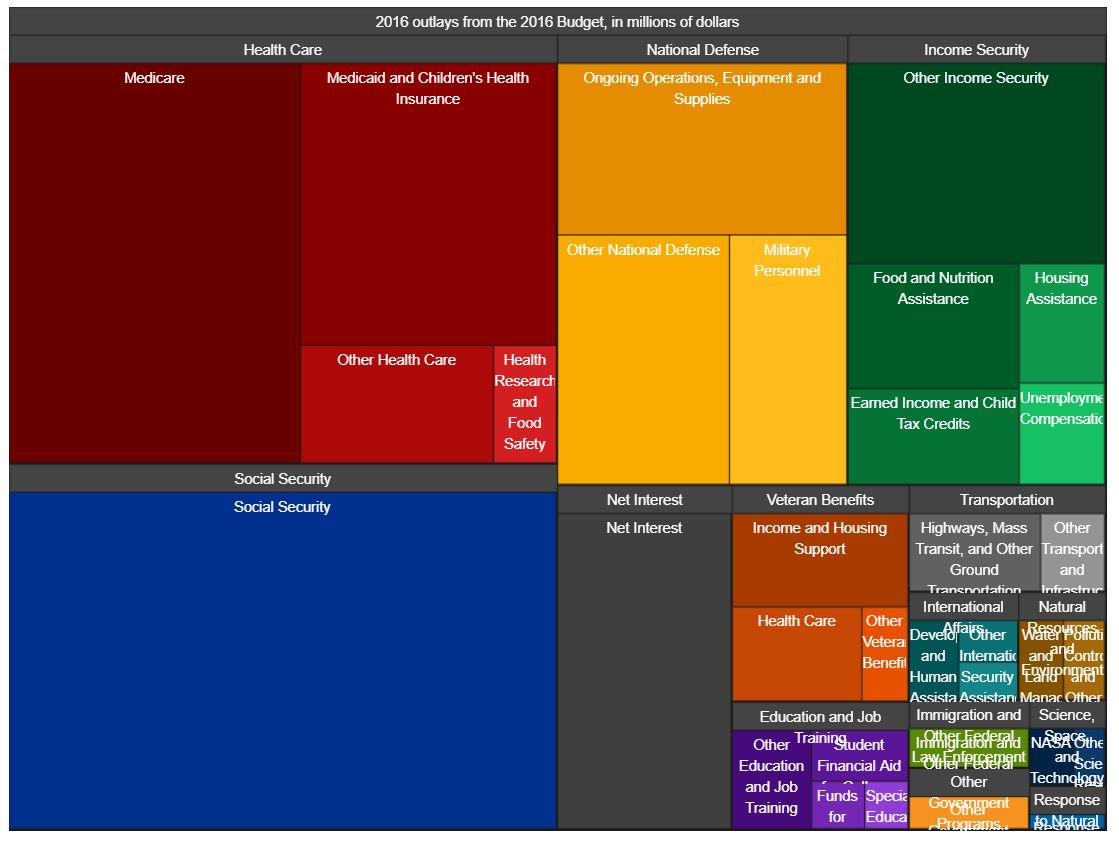 2016 outlays from the 2016 Budget, in millions of dollars
Health Care
National Defense
Income Security
Medicare
Medicaid and Children's Health
Insurance
Other Health Care
Health
Research
and
Food
Safety
Ongoing Operations, Equipment and
Supplies
Other National Defense
Military
Personnel
Other Income Security
Food and Nutrition
Assistance
Housing
Assistance
Earned Income and Child
Tax Credits
Unemployme
Compensatic
Social Security
Social Security
Net Interest
Net Interest
Veteran Benefits
Income and Housing
Support
Health Care
Other
Vetera
Benefit
Transportation
Highways, Mass
Transit, and Other
Ground
Transportation
Other
Transport
and
Infrastruc
International
Affairs
Develo
and
Human
Assista
Other
Internatic
Security
Assistan
Natural
Resources
and
Environment
Water
and
Land
Manac
Polluti
Contro
and
Other
Education and Job
Training
Other
Education
and Job
Training
Student
Financial Aid
Funds
for
Specia
Educa
Immigration and
Other Federal
Law Enforcement
Immigration and
Other Federal
Science,
Space,
and
Technology
NASA
Othe
Scie
Other
Government
Programs
Other
Response
to Natural
Response